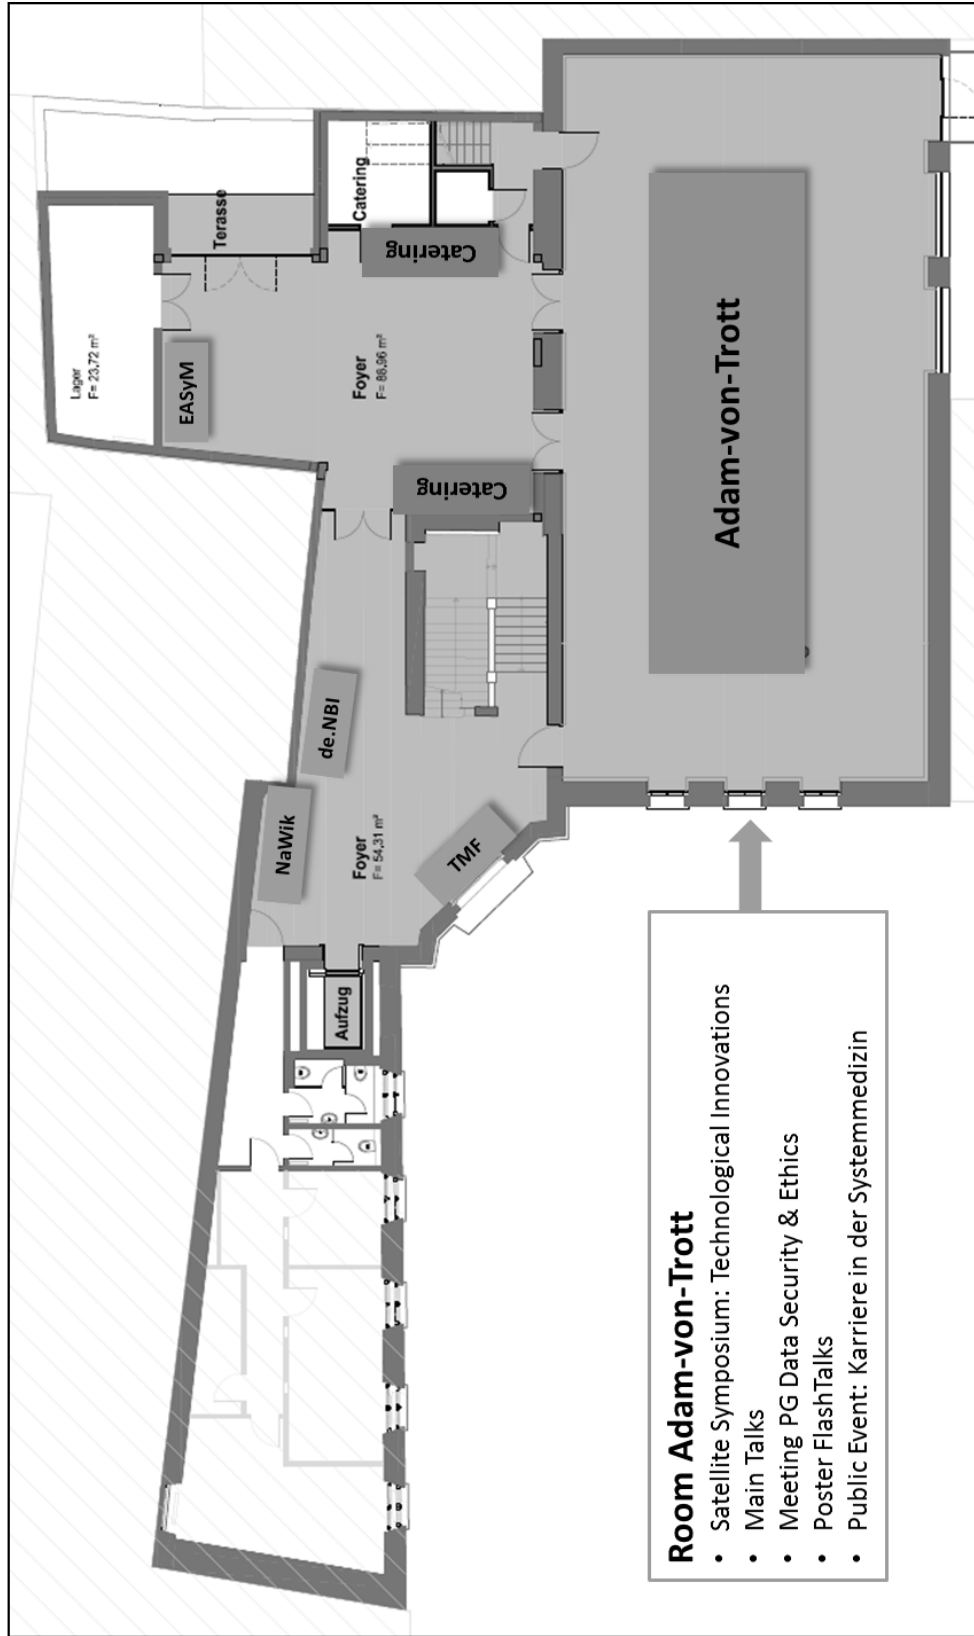 Lager
F= 23,72 m²
Terasse
Catering
EASyM
Foyer
F= 88,96 m²
Catering
Catering
de.NBI
NaWik
Foyer
F= 54,31 m²
TMF
Aufzug
Adam-von-Trott
Room Adam-von-Trott
• Satellite Symposium: Technological Innovations
• Main Talks
• Meeting PG Data Security & Ethics
• Poster FlashTalks
• Public Event: Karriere in der Systemmedizin